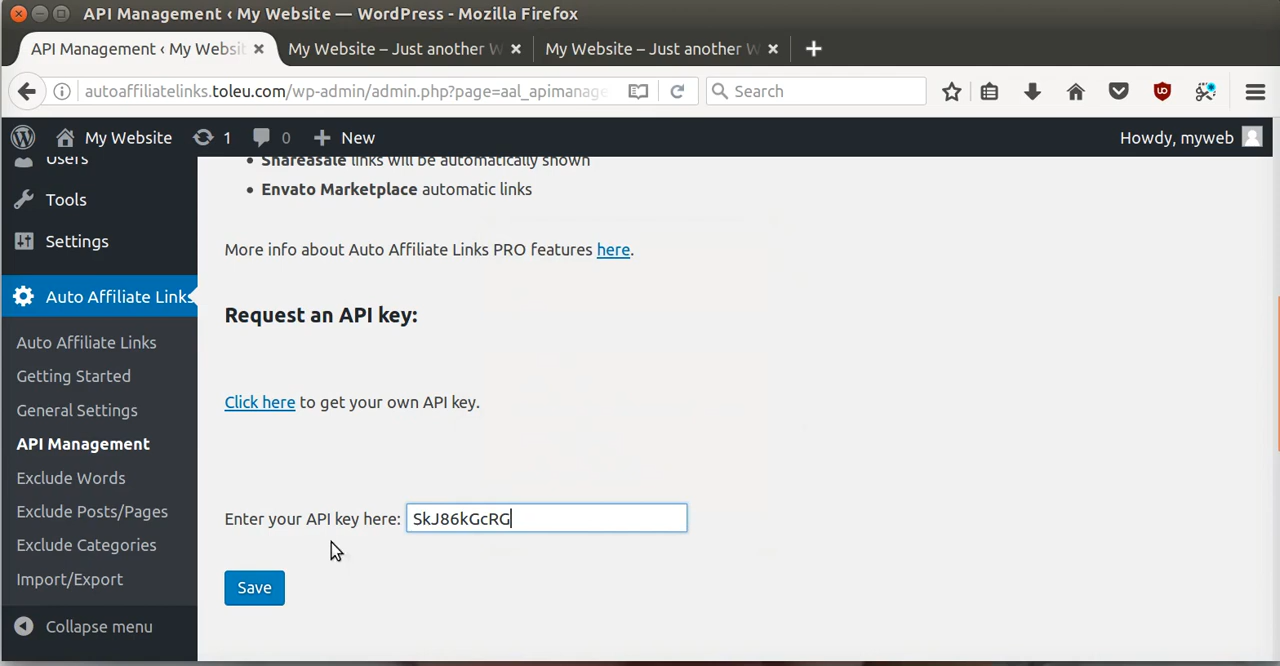 API Management ‹ My Website — WordPress - Mozilla Firefox
API Management ‹ My Websit
My Website – Just another W
My Website – Just another W
autoaffiliatelinks.toleu.com/wp-admin/admin.php?page=aal_apimanage
Search
My Website 1 0 New
Howdy, myweb
Users
Tools
Settings
Auto Affiliate Links
Auto Affiliate Links
Getting Started
General Settings
API Management
Exclude Words
Exclude Posts/Pages
Exclude Categories
Import/Export
Collapse menu
• Shareasale links will be automatically shown
• Envato Marketplace automatic links
More info about Auto Affiliate Links PRO features here.
Request an API key:
Click here to get your own API key.
Enter your API key here: SkJ86kGcRG
Save